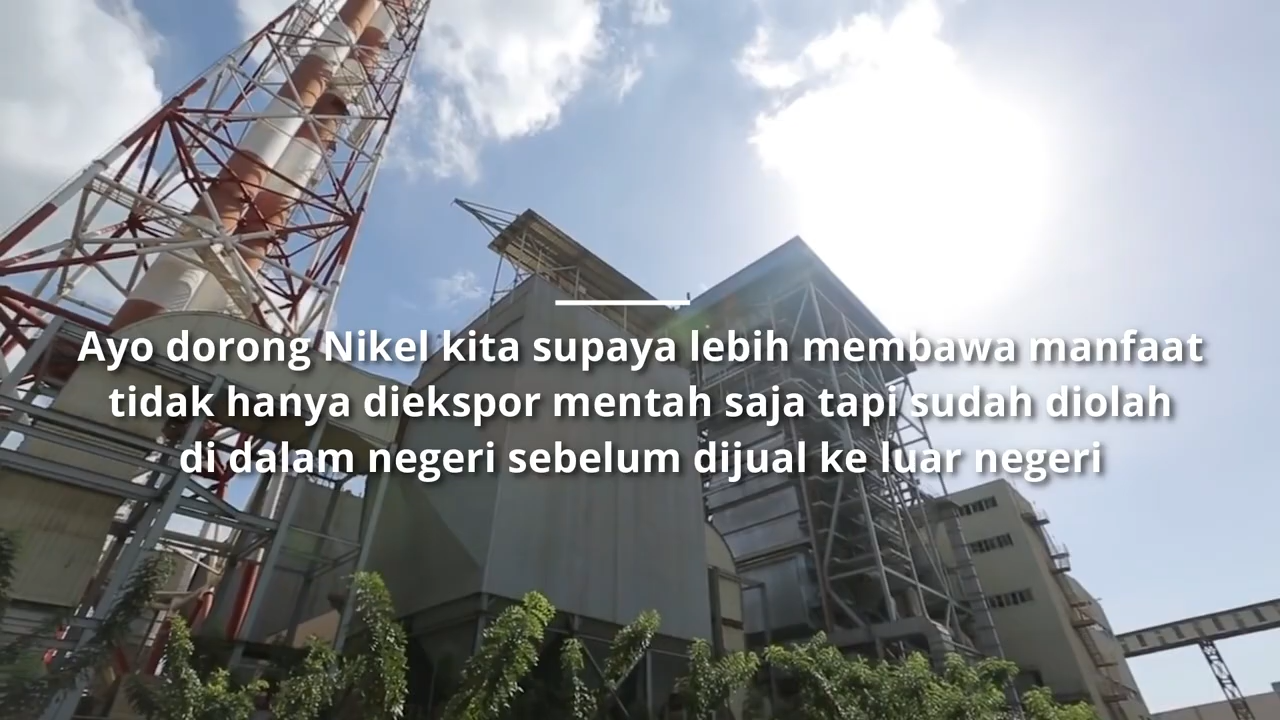 Ayo dorong Nikel kita supaya lebih membawa manfaat
tidak hanya diekspor mentah saja tapi sudah diolah
di dalam negeri sebelum dijual ke luar negeri